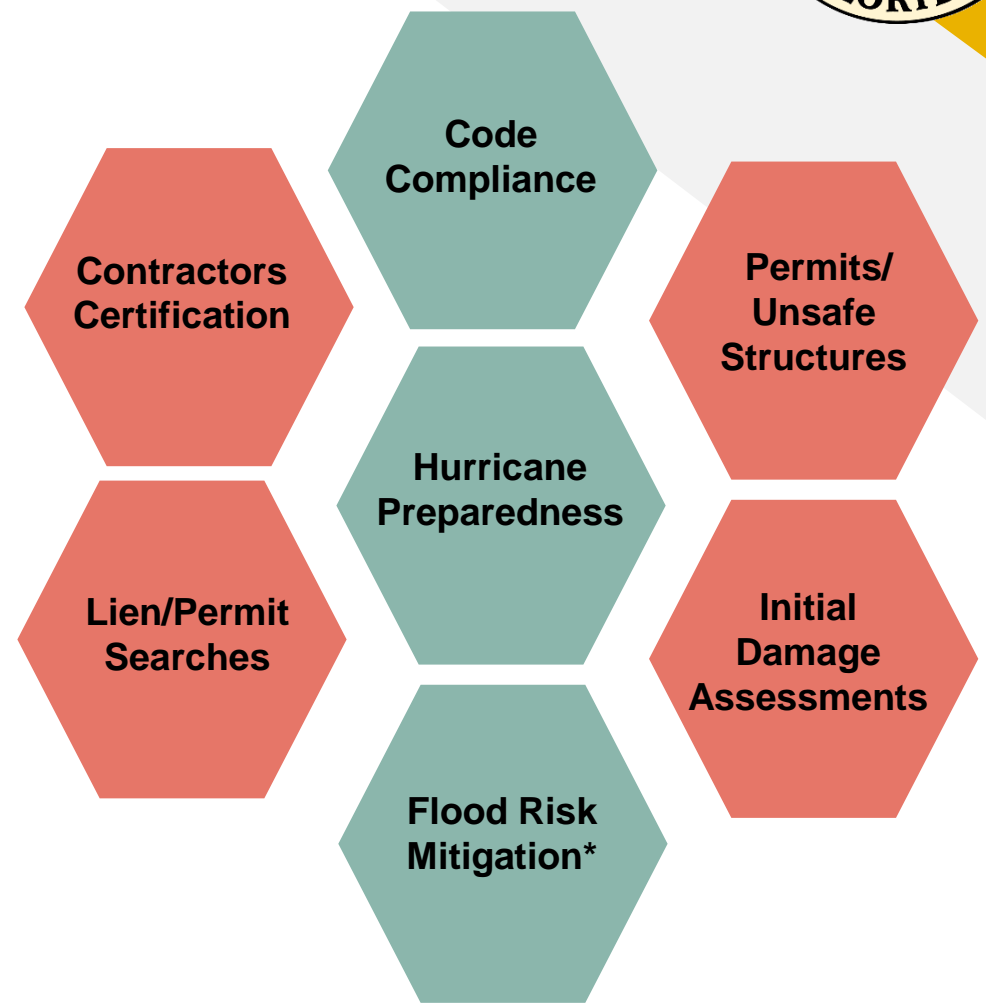 Code
Compliance
Contractors
Certification
Permits/
Unsafe
Structures
Hurricane
Preparedness
Lien/Permit
Searches
Initial
Damage
Assessments
Flood Risk
Mitigation*